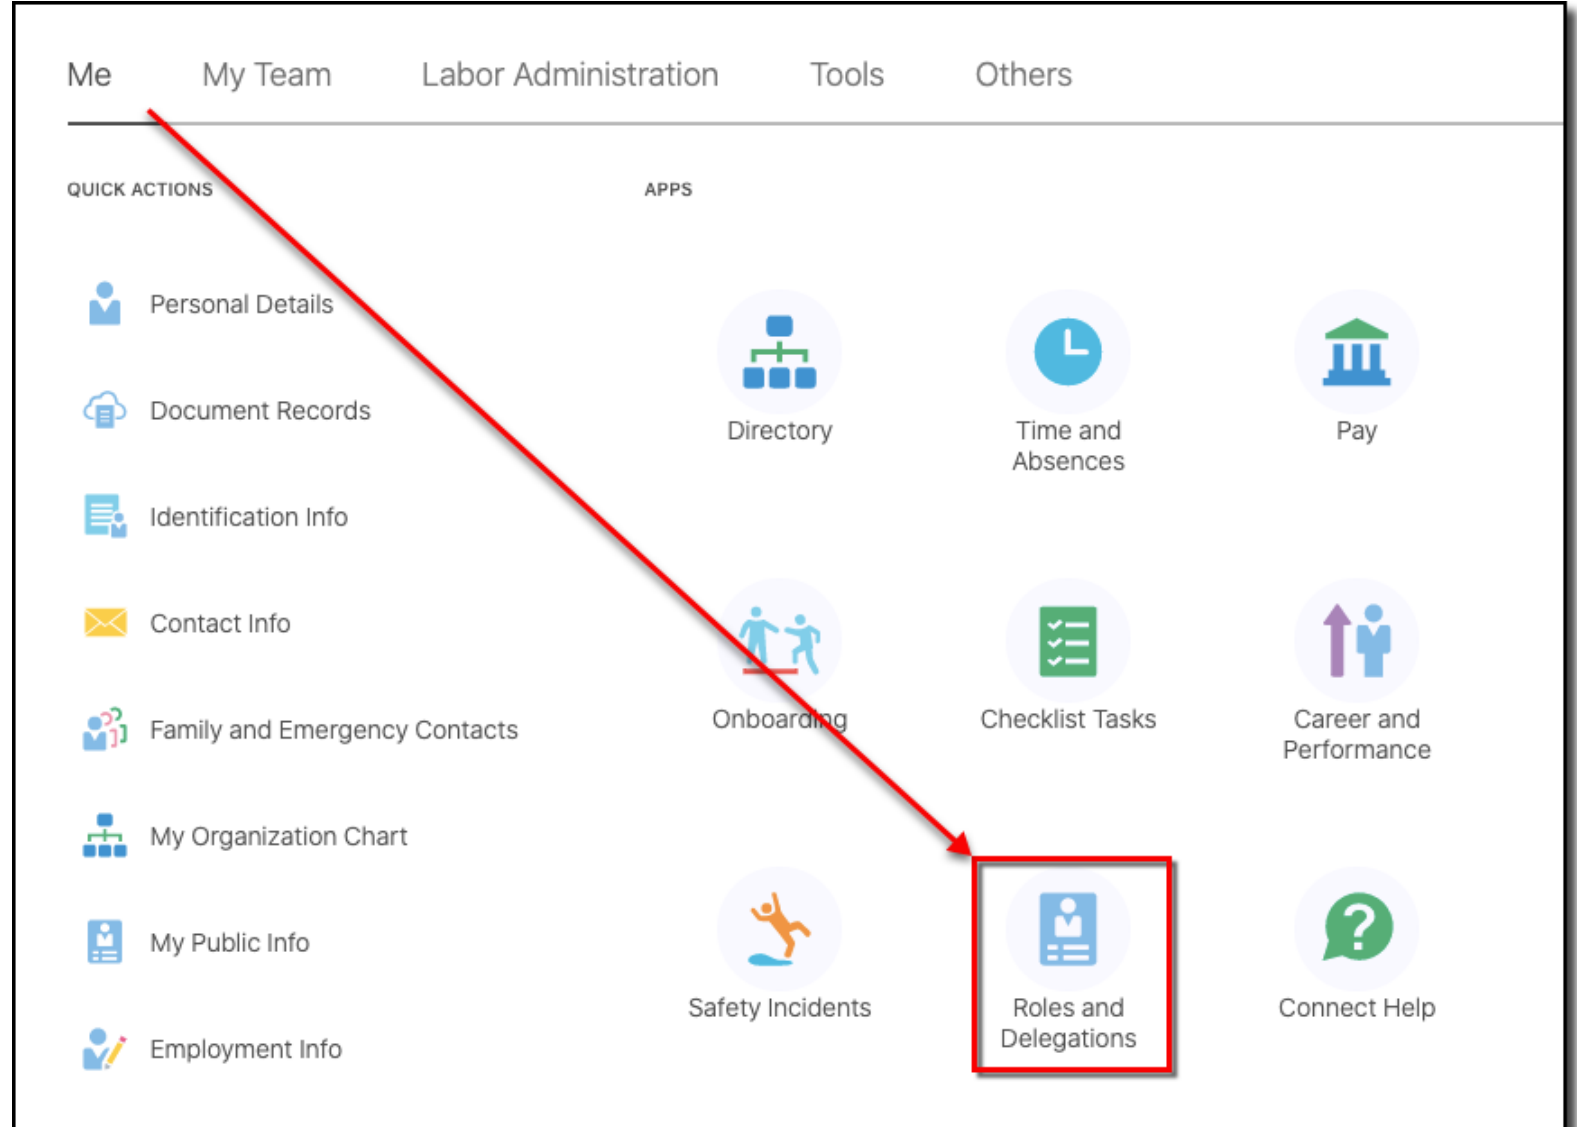 Me
My Team
Labor Administration
Tools
Others
QUICK ACTIONS
Personal Details
Document Records
Identification Info
Contact Info
Family and Emergency Contacts
My Organization Chart
My Public Info
Employment Info
APPS
Directory
Time and
Absences
Pay
Onboarding
Checklist Tasks
Career and
Performance
Safety Incidents
Roles and
Delegations
Connect Help